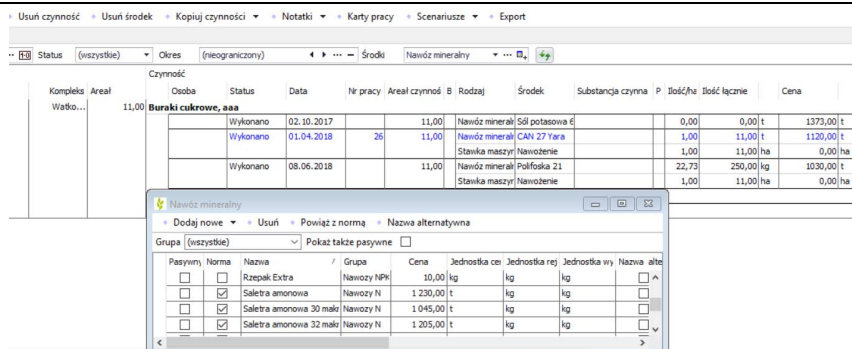 Usuń czynność Usuń środek Kopiuj czynności Notatki Karty pracy Scenariusze Export
Status (wszystkie) Okres (nieograniczony) Środki Nawóz mineralny
Czynność
Kompleks Areał Osoba Status Data Nr pracy Areał czynnoś B Rodzaj Środek Substancja czynna P Ilość/ha Ilość łącznie Cena
Watko... 11,00 Buraki cukrowe, aaa
Wykonano 02.10.2017 11,00 Nawóz mineraln Sól potasowa 6 0,00 0,00 t 1373,00 t
Wykonano 01.04.2018 26 11,00 Nawóz mineraln CAN 27 Yara 1,00 11,00 t 1120,00 t
Stawka maszyr Nawożenie 1,00 11,00 ha 0,00 ha
Wykonano 08.06.2018 11,00 Nawóz mineraln Polifoska 21 22,73 250,00 kg 1030,00 t
Stawka maszyr Nawożenie 1,00 11,00 ha 0,00 ha
Nawóz mineralny
Dodaj nowe Usuń Powiąż z normą Nazwa alternatywna
Grupa (wszystkie) Pokaż także pasywne
Pasywny Norma Nazwa / Grupa Cena Jednostka cer Jednostka rej Jednostka wy Nazwa alte
Rzepak Extra Nawozy NPK 10,00 kg kg kg
Saletra amonowa Nawozy N 1 230,00 t kg kg
Saletra amonowa 30 makr Nawozy N 1 045,00 t kg kg
Saletra amonowa 32 makr Nawozy N 1 205,00 t kg kg